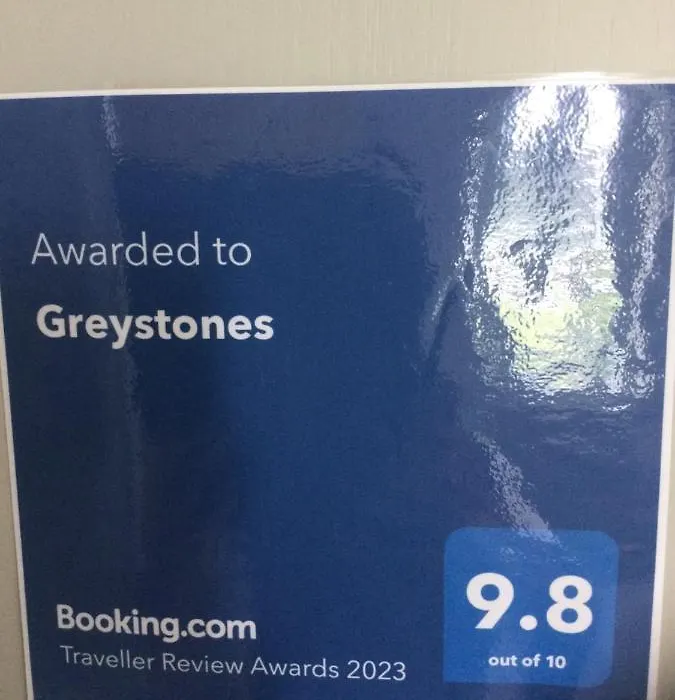 Awarded to
Greystones
Booking.com
Traveller Review Awards 2023
9.8
out of 10